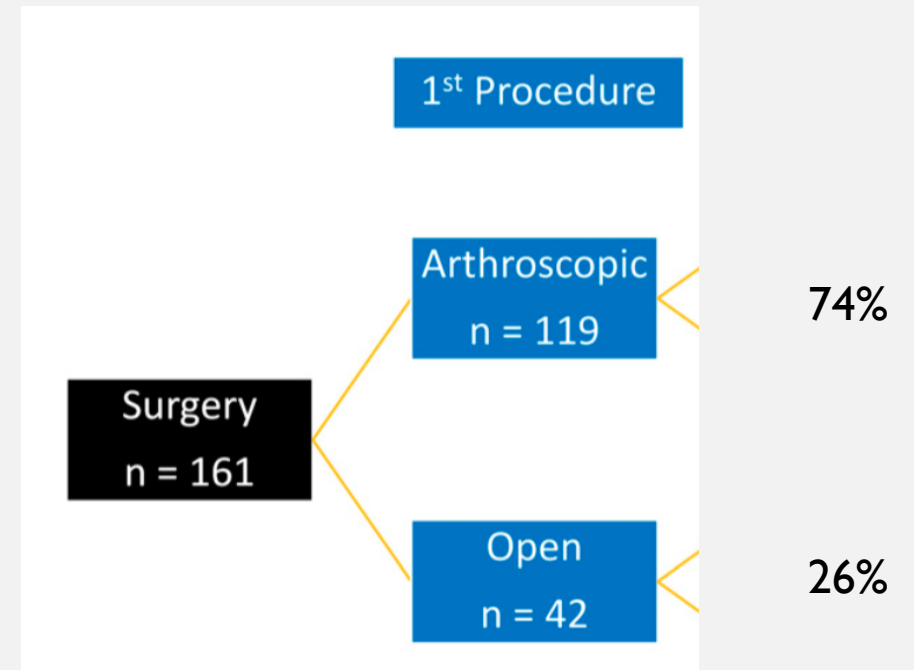 1st Procedure
Arthroscopic
n = 119
74%
Surgery
n = 161
Open
n = 42
26%